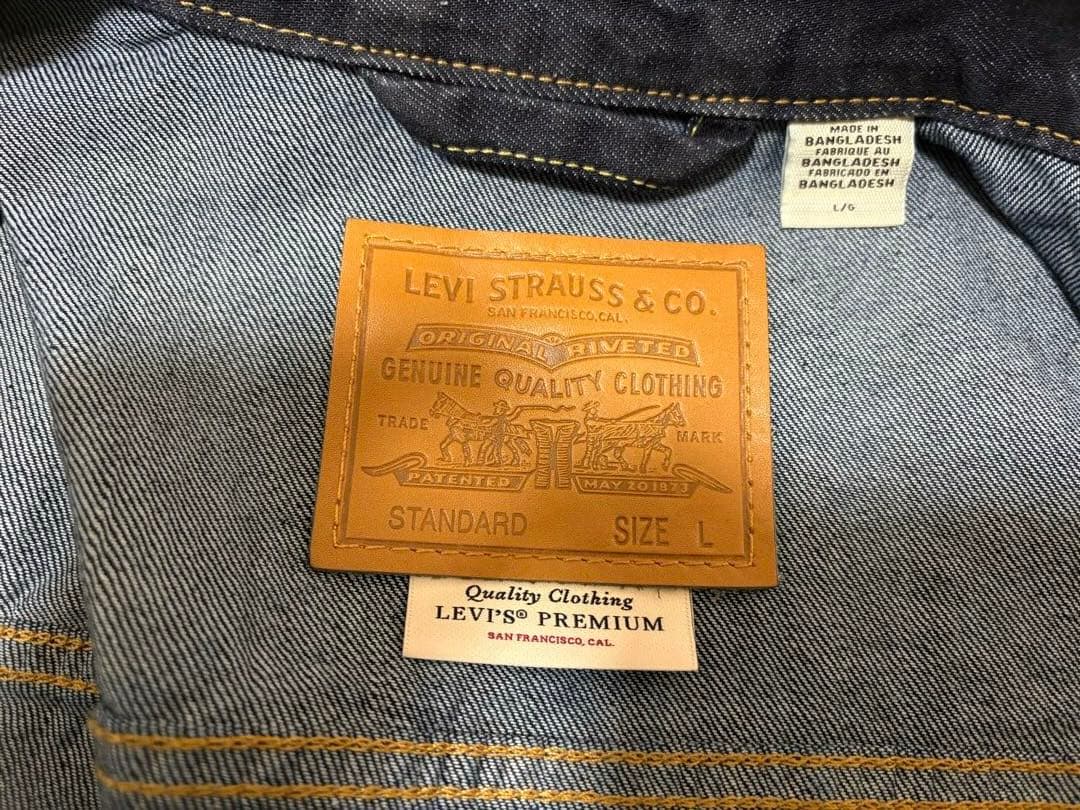 MADE IN
BANGLADESH
FABRIQUE AU
BANGLADESH
FABRICADO EN
BANGLADESH
L/G
LEVI STRAUSS & CO.
SAN FRANCISCO, CAL.
ORIGINAL RIVETED
GENUINE QUALITY CLOTHING
TRADE MARK
PATENTED MAY 20 1873
STANDARD SIZE L
Quality Clothing
LEVI'S® PREMIUM
SAN FRANCISCO, CAL.